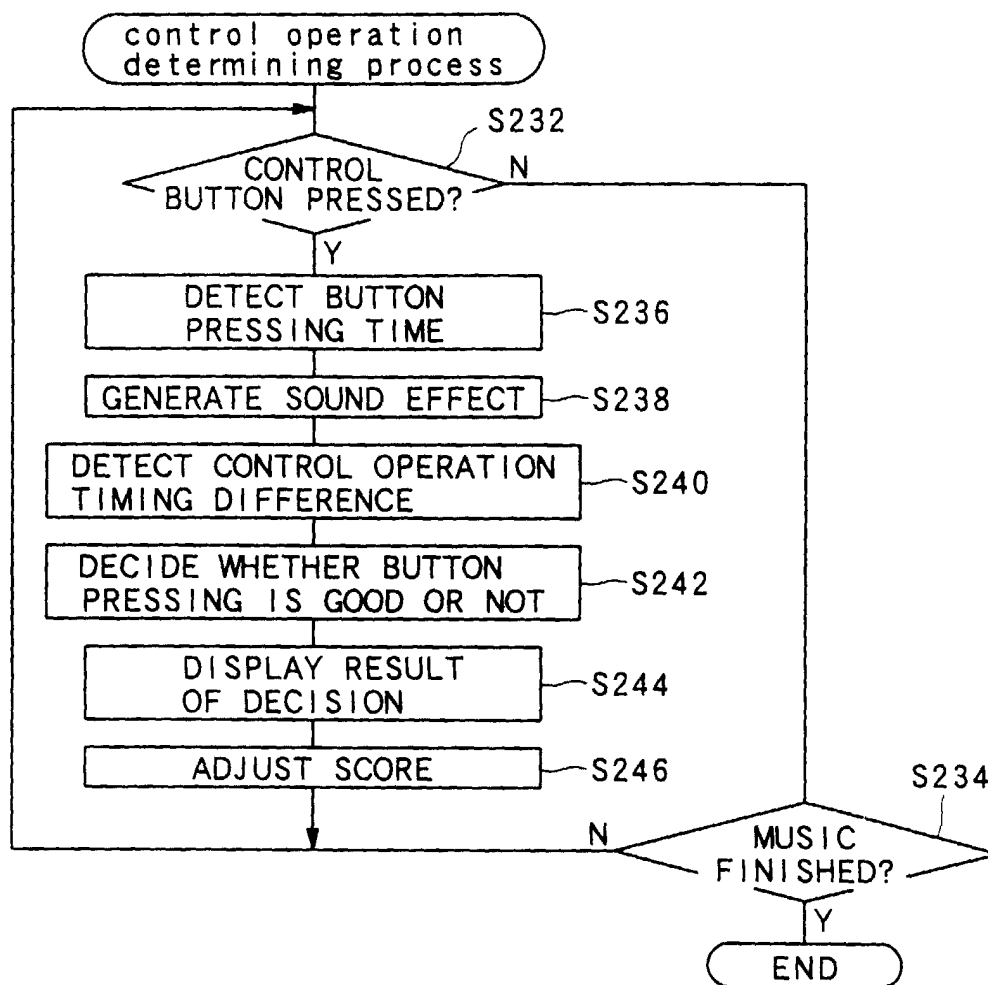 control operation
determining process
S232
CONTROL
BUTTON PRESSED?
N
Y
DETECT BUTTON
PRESSING TIME
S236
GENERATE SOUND EFFECT
S238
DETECT CONTROL OPERATION
TIMING DIFFERENCE
S240
DECIDE WHETHER BUTTON
PRESSING IS GOOD OR NOT
S242
DISPLAY RESULT
OF DECISION
S244
ADJUST SCORE
S246
S234
N
MUSIC
FINISHED?
Y
END